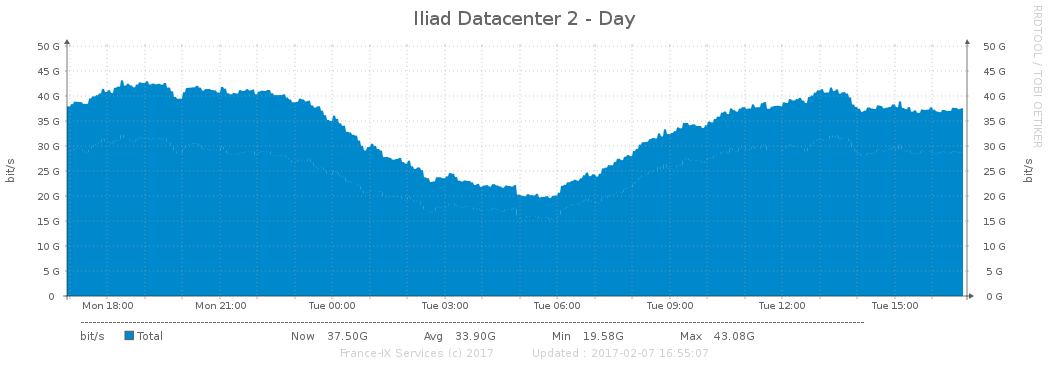 Iliad Datacenter 2 - Day
RRDTOOL / TOBI OETIKER
bit/s
50 G 50 G
45 G 45 G
40 G 40 G
35 G 35 G
30 G 30 G
25 G 25 G
20 G 20 G
15 G 15 G
10 G 10 G
5 G 5 G
0 0 G
bit/s
Mon 18:00 Mon 21:00 Tue 00:00 Tue 03:00 Tue 06:00 Tue 09:00 Tue 12:00 Tue 15:00
bit/s Total Now 37.50G Avg 33.90G Min 19.58G Max 43.08G
France-IX Services (c) 2017 Updated : 2017-02-07 16:55:07